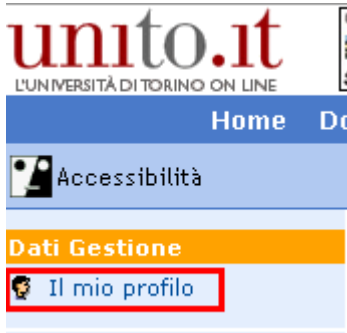 unito.it
L'UNIVERSITÀ DI TORINO ON LINE
Home
Accessibilità
Dati Gestione
Il mio profilo